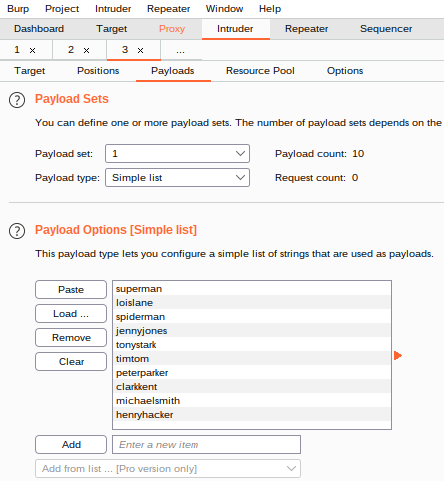 Burp Project Intruder Repeater Window Help
Dashboard Target Proxy Intruder Repeater Sequencer
1 × 2 × 3 × ...
Target Positions Payloads Resource Pool Options
? Payload Sets
You can define one or more payload sets. The number of payload sets depends on the
Payload set: 1 Payload count: 10
Payload type: Simple list Request count: 0
? Payload Options [Simple list]
This payload type lets you configure a simple list of strings that are used as payloads.
Paste
Load ...
Remove
Clear
superman
loislane
spiderman
jennyjones
tonystark
timtom
peterparker
clarkkent
michaelsmith
henryhacker
Add Enter a new item
Add from list ... [Pro version only]